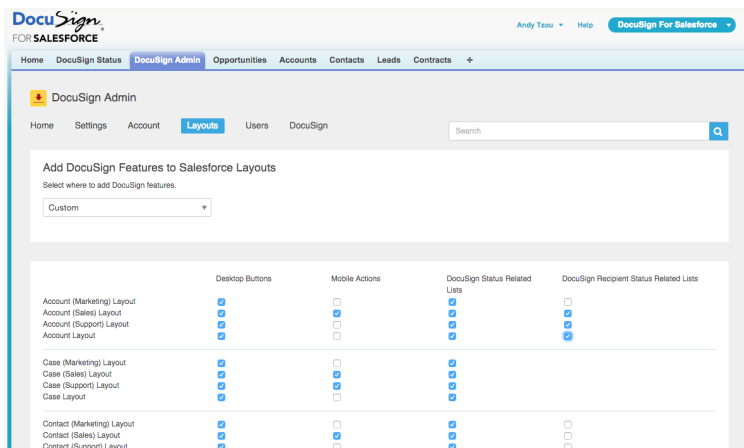 DocuSign
FOR SALESFORCE
Andy Tzou Help DocuSign For Salesforce
Home DocuSign Status DocuSign Admin Opportunities Accounts Contacts Leads Contracts +
DocuSign Admin
Home Settings Account Layouts Users DocuSign Search
Add DocuSign Features to Salesforce Layouts
Select where to add DocuSign features.
Custom
Desktop Buttons Mobile Actions DocuSign Status Related Lists DocuSign Recipient Status Related Lists
Account (Marketing) Layout
Account (Sales) Layout
Account (Support) Layout
Account Layout
Case (Marketing) Layout
Case (Sales) Layout
Case (Support) Layout
Case Layout
Contact (Marketing) Layout
Contact (Sales) Layout
Contact (Support) Layout